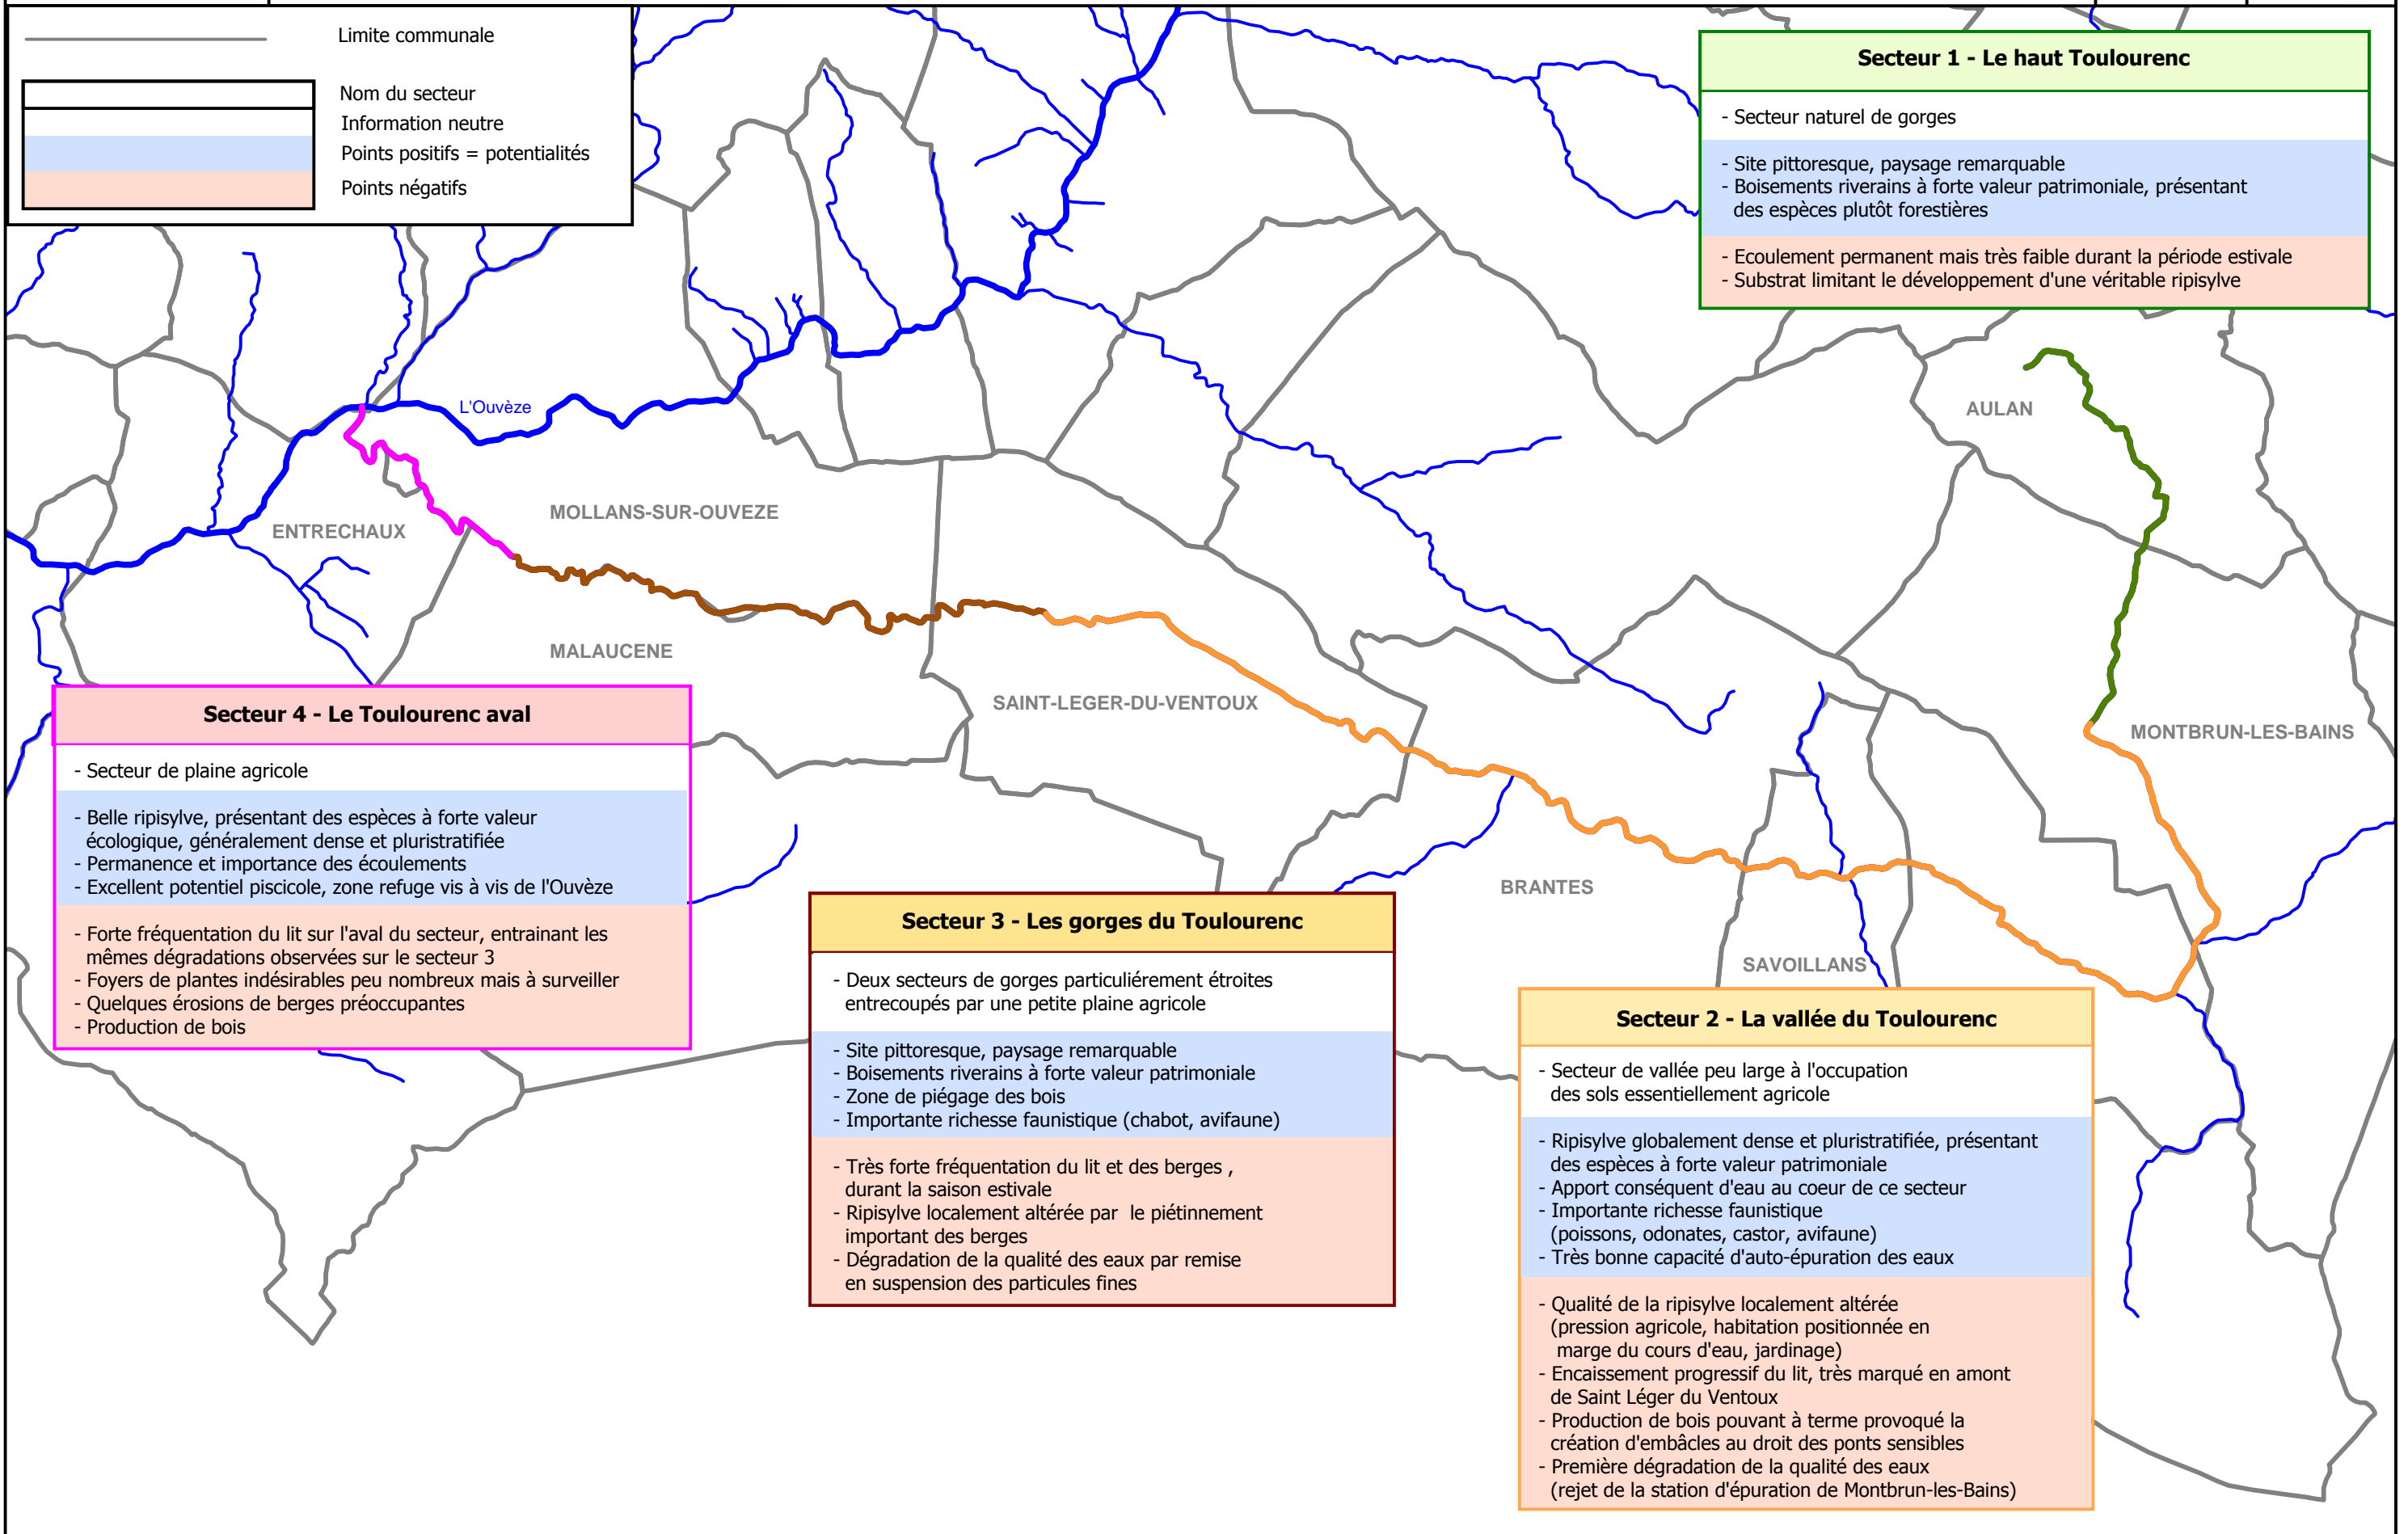 Limite communale
Nom du secteur
Information neutre
Points positifs = potentialités
Points négatifs
Secteur 1 - Le haut Toulourenc
- Secteur naturel de gorges
- Site pittoresque, paysage remarquable
- Boisements riverains à forte valeur patrimoniale, présentant
des espèces plutôt forestières
- Ecoulement permanent mais très faible durant la période estivale
- Substrat limitant le développement d'une véritable ripisylve
L'Ouvèze
AULAN
MOLLANS-SUR-OUVEZE
ENTRECHAUX
MALAUCENE
SAINT-LEGER-DU-VENTOUX
MONTBRUN-LES-BAINS
BRANTES
SAVOILLANS
Secteur 4 - Le Toulourenc aval
- Secteur de plaine agricole
- Belle ripisylve, présentant des espèces à forte valeur
écologique, généralement dense et pluristratifiée
- Permanence et importance des écoulements
- Excellent potentiel piscicole, zone refuge vis à vis de l'Ouvèze
- Forte fréquentation du lit sur l'aval du secteur, entrainant les
mêmes dégradations observées sur le secteur 3
- Foyers de plantes indésirables peu nombreux mais à surveiller
- Quelques érosions de berges préoccupantes
- Production de bois
Secteur 3 - Les gorges du Toulourenc
- Deux secteurs de gorges particuliérement étroites
entrecoupés par une petite plaine agricole
- Site pittoresque, paysage remarquable
- Boisements riverains à forte valeur patrimoniale
- Zone de piégage des bois
- Importante richesse faunistique (chabot, avifaune)
- Très forte fréquentation du lit et des berges ,
durant la saison estivale
- Ripisylve localement altérée par le piétinnement
important des berges
- Dégradation de la qualité des eaux par remise
en suspension des particules fines
Secteur 2 - La vallée du Toulourenc
- Secteur de vallée peu large à l'occupation
des sols essentiellement agricole
- Ripisylve globalement dense et pluristratifiée, présentant
des espèces à forte valeur patrimoniale
- Apport conséquent d'eau au coeur de ce secteur
- Importante richesse faunistique
(poissons, odonates, castor, avifaune)
- Très bonne capacité d'auto-épuration des eaux
- Qualité de la ripisylve localement altérée
(pression agricole, habitation positionnée en
marge du cours d'eau, jardinage)
- Encaissement progressif du lit, très marqué en amont
de Saint Léger du Ventoux
- Production de bois pouvant à terme provoqué la
création d'embâcles au droit des ponts sensibles
- Première dégradation de la qualité des eaux
(rejet de la station d'épuration de Montbrun-les-Bains)